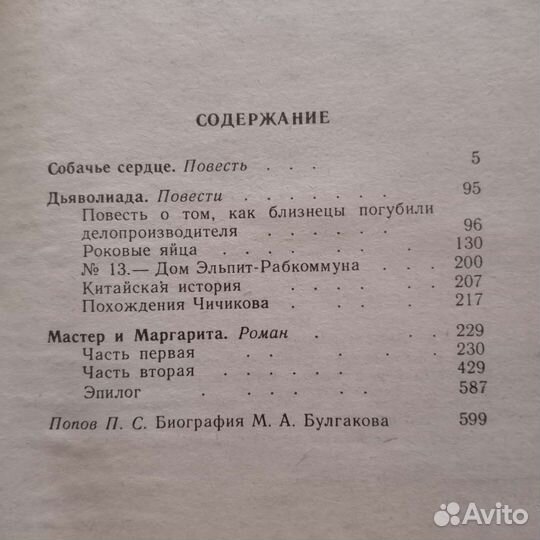 СОДЕРЖАНИЕ
Собачье сердце. Повесть . . . 5
Дьяволиада. Повести . . . . . . 95
Повесть о том, как близнецы погубили
делопроизводителя . . . . . 96
Роковые яйца . . . . . . . 130
№ 13.— Дом Эльпит-Рабкоммуна . . . 200
Китайская история . . . . . 207
Похождения Чичикова . . . . . 217
Мастер и Маргарита. Роман . . . . 229
Часть первая . . . . . 230
Часть вторая . . . . . . 429
Эпилог . . . . . . 587
Попов П. С. Биография М. А. Булгакова 599
Avito